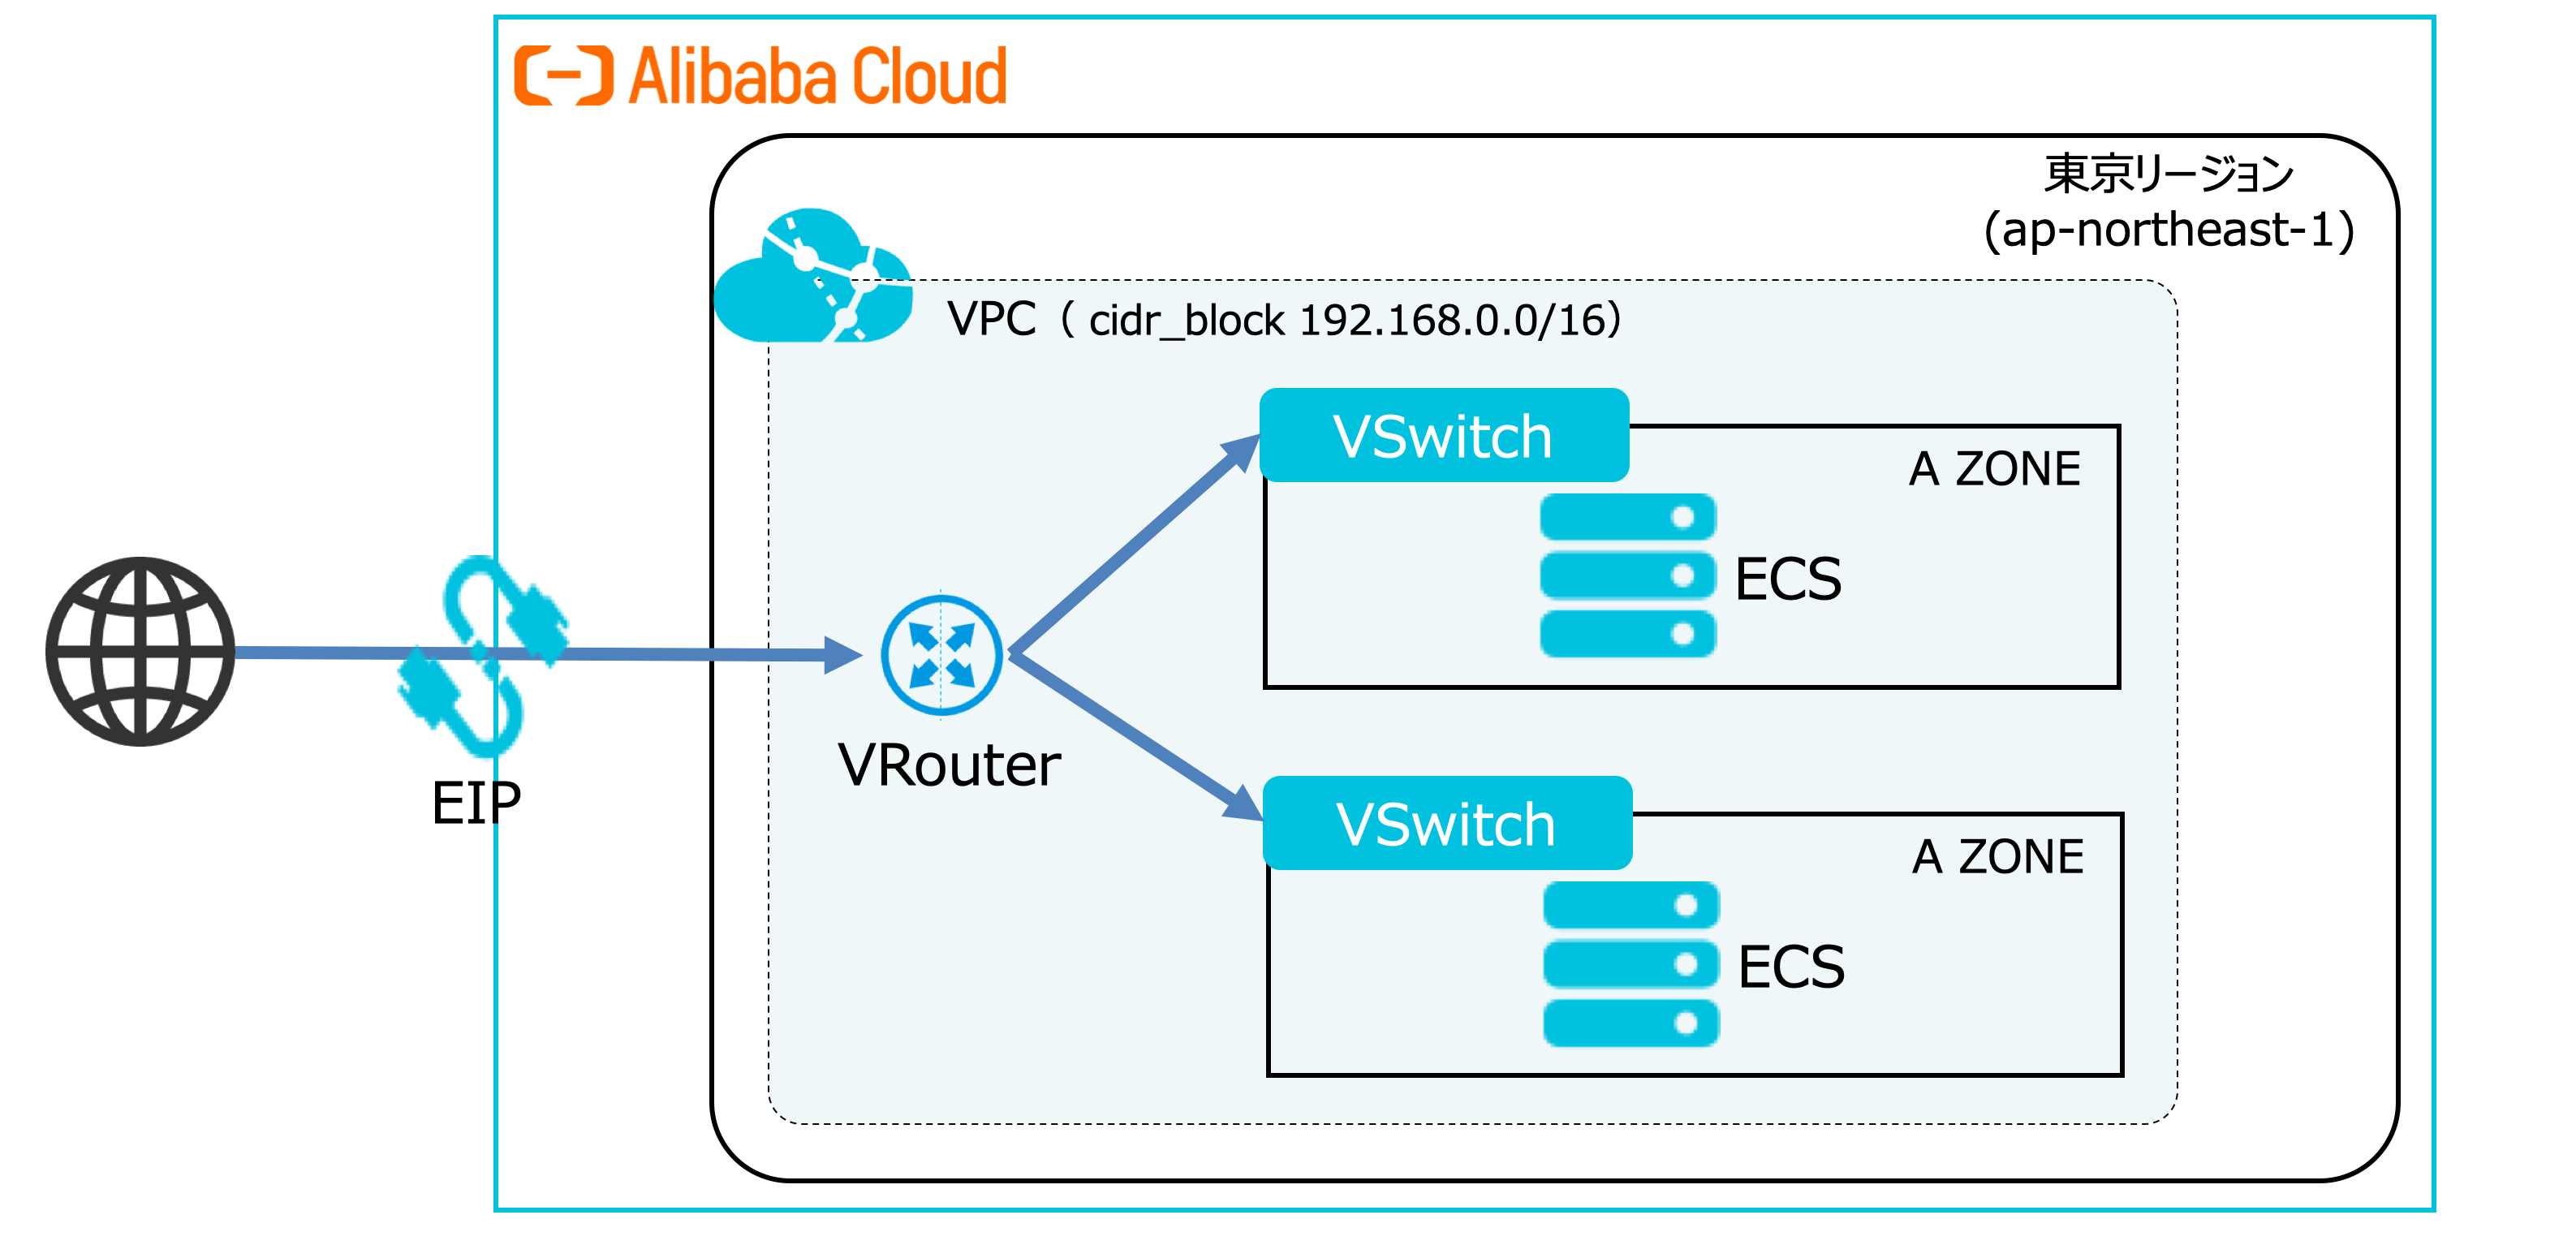 Alibaba Cloud
東京リージョン
(ap-northeast-1)
VPC（ cidr_block 192.168.0.0/16）
VSwitch
A ZONE
ECS
VRouter
EIP
VSwitch
A ZONE
ECS